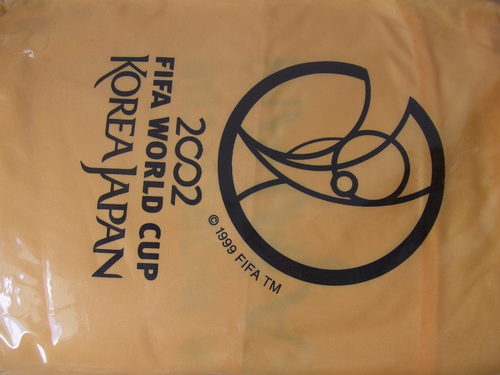 © 1999 FIFA TM
2002
FIFA WORLD CUP
KOREA JAPAN